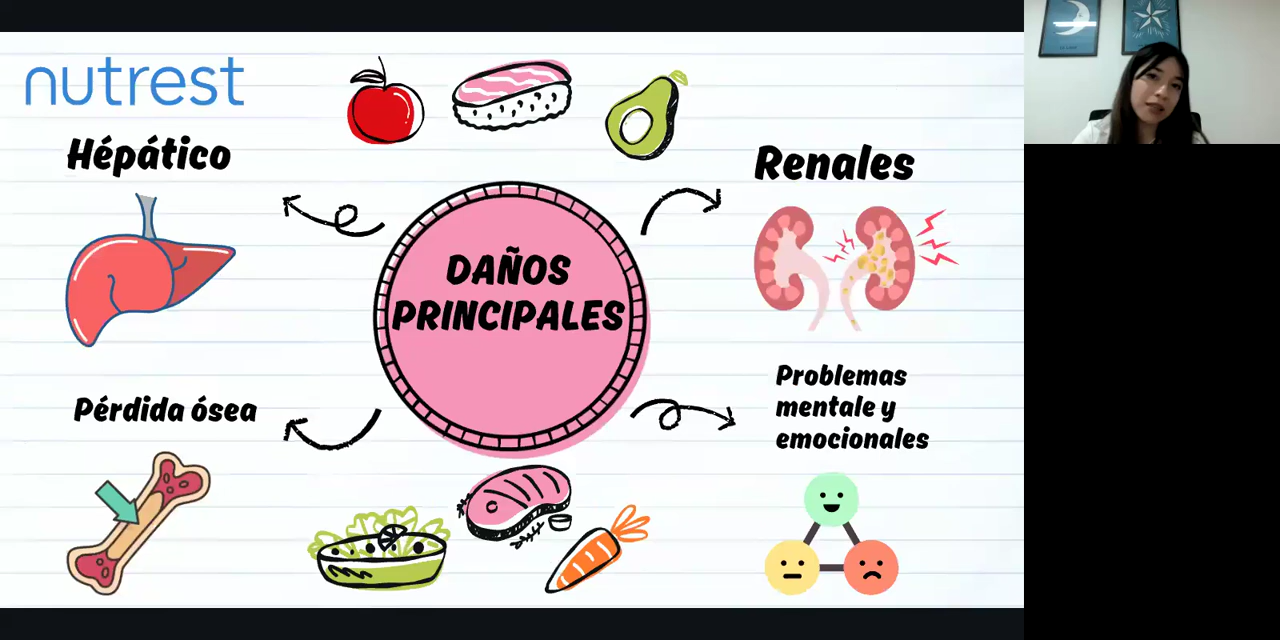 nutrest
Hépático
Renales
DAÑOS
PRINCIPALES
Pérdida ósea
Problemas
mentale y
emocionales